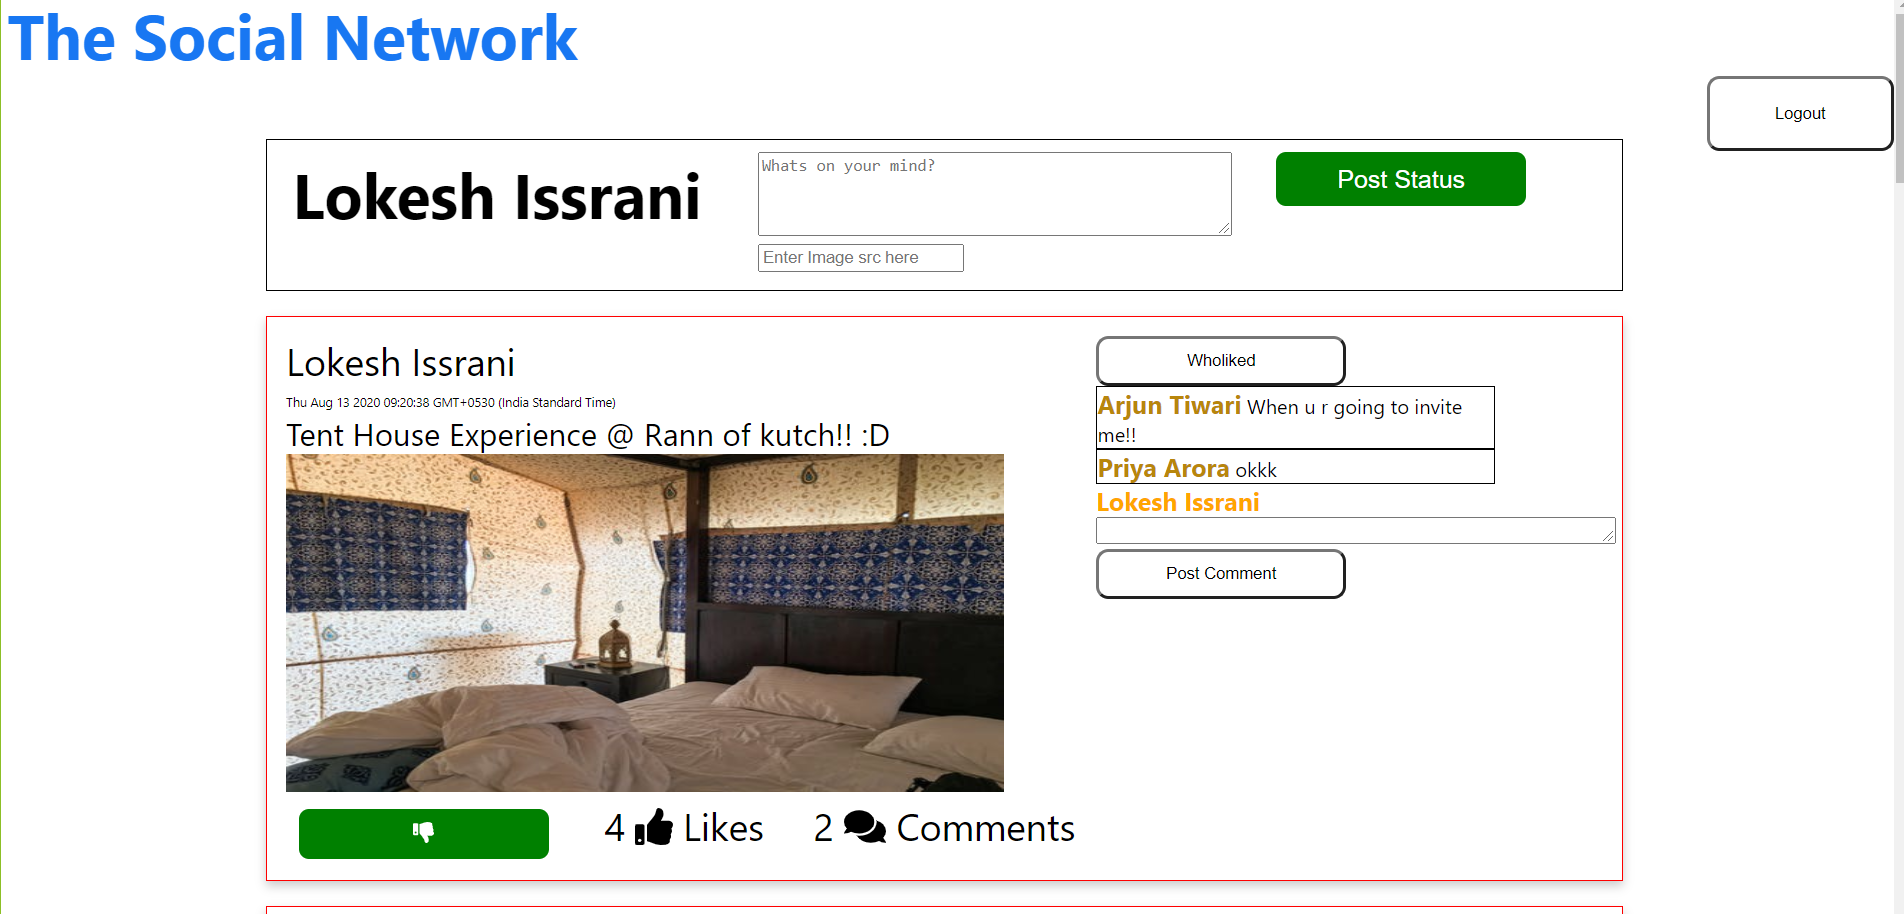 The Social Network
Logout
Lokesh Issrani
Whats on your mind?
Enter Image src here
Post Status
Lokesh Issrani
Thu Aug 13 2020 09:20:38 GMT+0530 (India Standard Time)
Tent House Experience @ Rann of kutch!! :D
4 Likes
2 Comments
Wholiked
Arjun Tiwari When u r going to invite
me!!
Priya Arora okkk
Lokesh Issrani
Post Comment